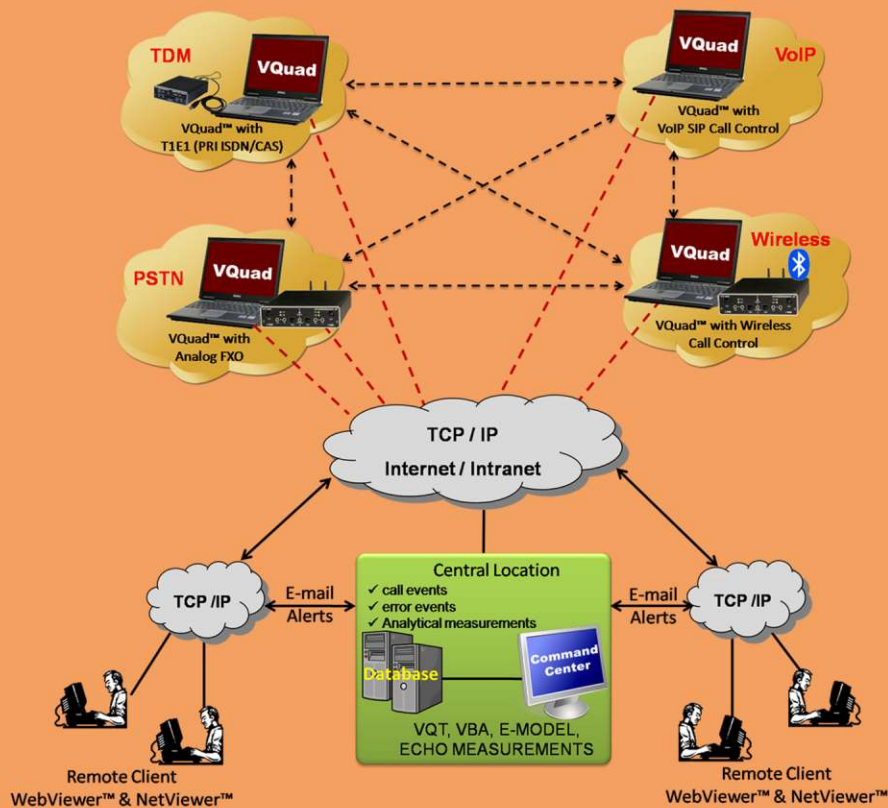 TDM
VQuad
VQuad™ with
T1E1 (PRI ISDN/CAS)
VoIP
VQuad
VQuad™ with
VoIP SIP Call Control
PSTN
VQuad
VQuad™ with
Analog FXO
Wireless
VQuad
VQuad™ with Wireless
Call Control
TCP / IP
Internet / Intranet
TCP /IP
E-mail
Alerts
Central Location
✓ call events
✓ error events
✓ Analytical measurements
Database
Command
Center
VQT, VBA, E-MODEL,
ECHO MEASUREMENTS
E-mail
Alerts
TCP /IP
Remote Client
WebViewer™ & NetViewer™
Remote Client
WebViewer™ & NetViewer™